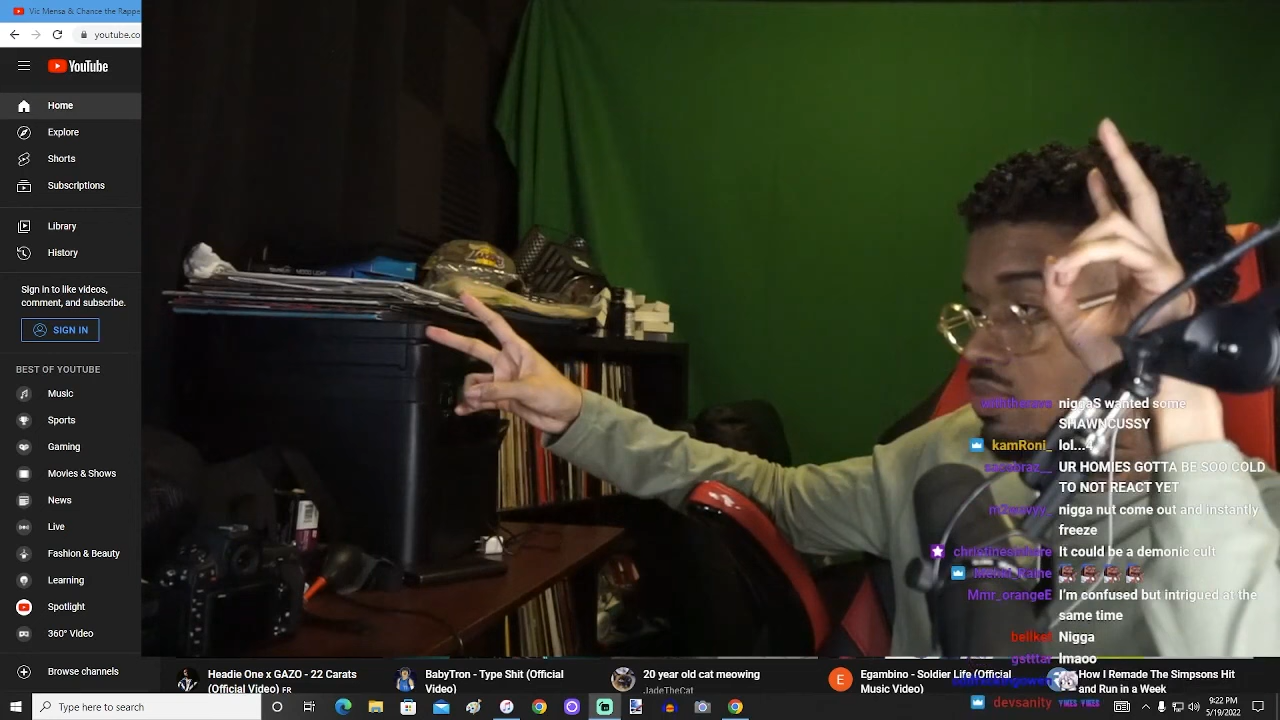 Vic Mensa & Chance the Rappe
youtube.co
YouTube
Home
Explore
Shorts
Subscriptions
Library
History
Sign in to like videos,
comment, and subscribe.
SIGN IN
BEST OF YOUTUBE
Music
Sports
Gaming
Movies & Shows
News
Live
Fashion & Beauty
Learning
Spotlight
360° Video
Browse channels
niggaS wanted some
SHAWNCUSSY
kamRoni_ lol...4
UR HOMIES GOTTA BE SOO COLD
TO NOT REACT YET
nigga nut come out and instantly
freeze
It could be a demonic cult
Mmr_orangeE I'm confused but intrigued at the
same time
Nigga
lmaoo
devsanity
Headie One x GAZO - 22 Carats
(Official Video) FR
BabyTron - Type Shit (Official
Video)
20 year old cat meowing
JadeTheCat
E
Egambino - Soldier Life (Official
Music Video)
How I Remade The Simpsons Hit
and Run in a Week
Type here to search
9:22 PM
5/19/2022